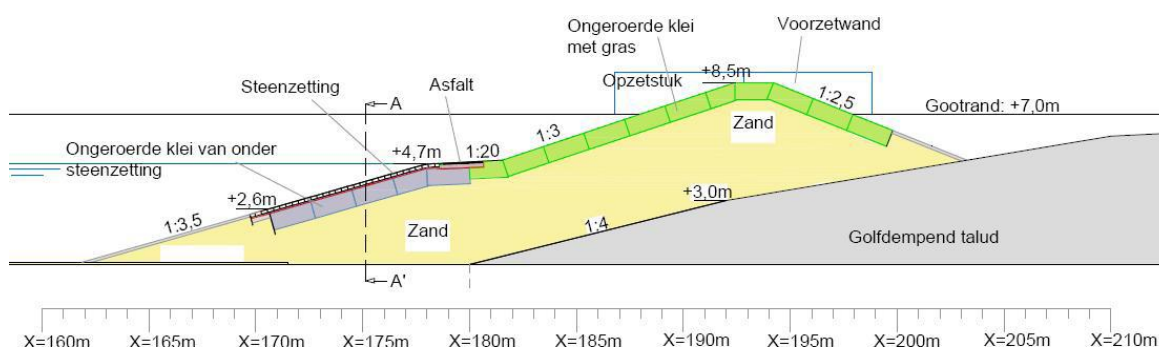 Ongeroerde klei
met gras
Voorzetwand
Steenzetting
Asfalt
Opzetstuk
+8,5m
1:2,5
Gootrand: +7,0m
A
Zand
1:3
Ongeroerde klei van onder
steenzetting
+4,7m
1:20
+2,6m
+3,0m
1:3,5
Zand
1:4
Golfdempend talud
A'
X=160m X=165m X=170m X=175m X=180m X=185m X=190m X=195m X=200m X=205m X=210m